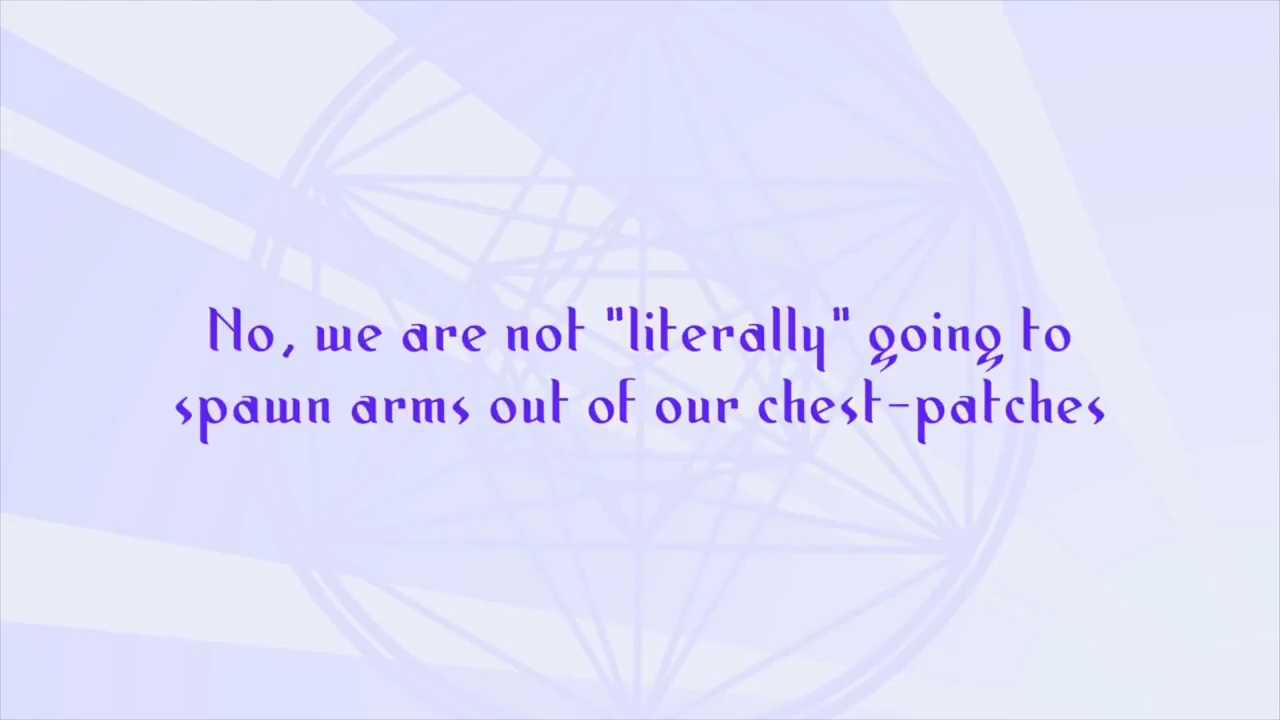 No, we are not "literally" going to
spawn arms out of our chest-patches